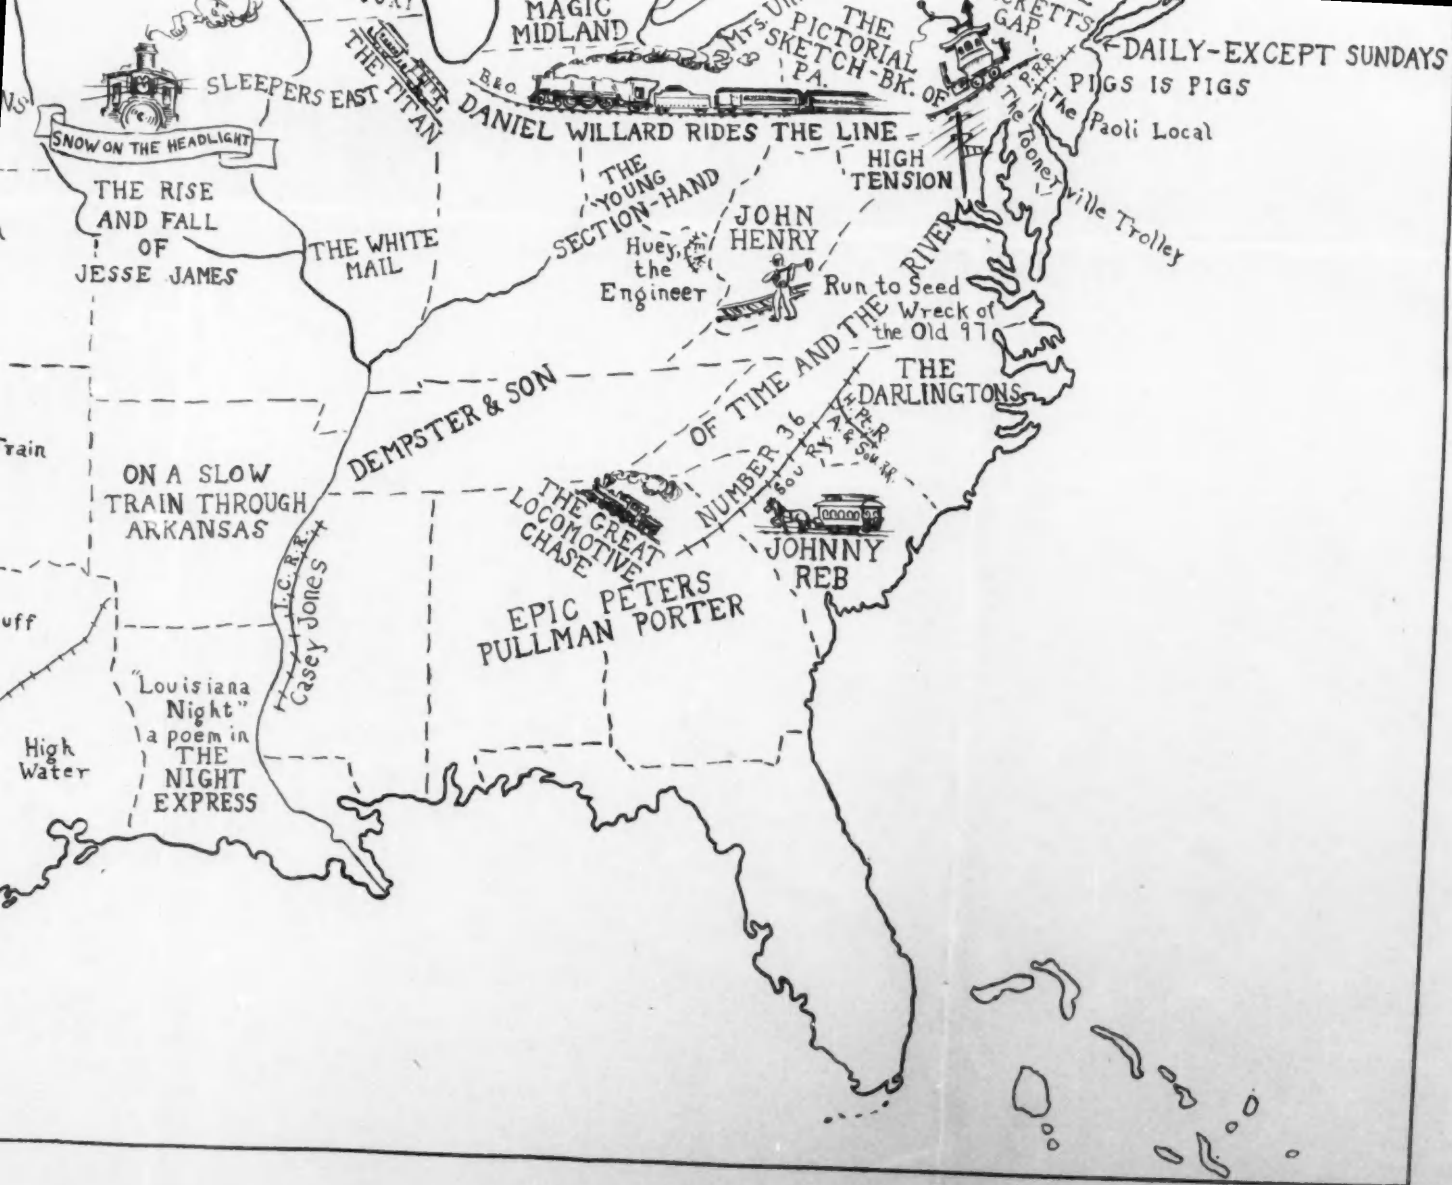 MAGIC
MIDLAND
THE
PICTORIAL
SKETCH-BK. OF
PA.
GAP
DAILY-EXCEPT SUNDAYS
PIGS IS PIGS
P.R.R.
The Paoli Local
The Toonerville Trolley
SLEEPERS EAST
THE TITAN
B.&O.
DANIEL WILLARD RIDES THE LINE
SNOW ON THE HEADLIGHT
THE RISE
AND FALL
OF
JESSE JAMES
THE WHITE
MAIL
THE
YOUNG
SECTION-HAND
HIGH
TENSION
JOHN
HENRY
Huey,
the
Engineer
Run to Seed
Wreck of
the Old 97
OF TIME AND THE RIVER
THE
DARLINGTONS
DEMPSTER & SON
NUMBER 36
SOU. RY.
ON A SLOW
TRAIN THROUGH
ARKANSAS
I.C.R.R.
Casey Jones
THE GREAT
LOCOMOTIVE
CHASE
JOHNNY
REB
EPIC PETERS
PULLMAN PORTER
"Louisiana
Night"
a poem in
THE
NIGHT
EXPRESS
High
Water